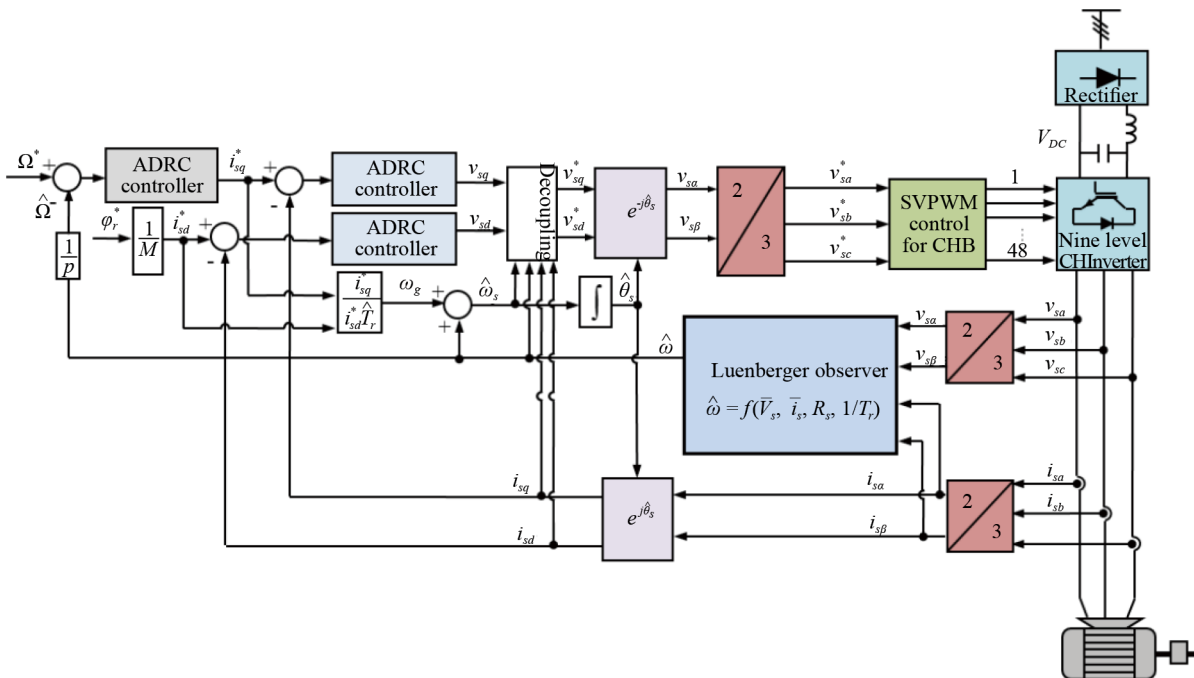 Rectifier
V_DC
Ω* +
ADRC controller
i*_sq
+
-
ADRC controller
v_sq
Decoupling
v*_sq
e^{-jθ̂_s}
v_sα
2
3
v*_sa
SVPWM control for CHB
1
Nine level CHInverter
Ω̂ -
φ*_r
1/M
i*_sd
+
-
ADRC controller
v_sd
v*_sd
v_sβ
v*_sb
v*_sc
48
1/p
i*_sq / i*_sd T̂_r
ω_g
+
+
ω̂_s
∫
θ̂_s
ω̂
Luenberger observer
ω̂ = f(V̅_s, i̅_s, R_s, 1/T_r)
v_sα
v_sβ
2
3
v_sa
v_sb
v_sc
i_sq
i_sd
e^{jθ̂_s}
i_sα
i_sβ
2
3
i_sa
i_sb